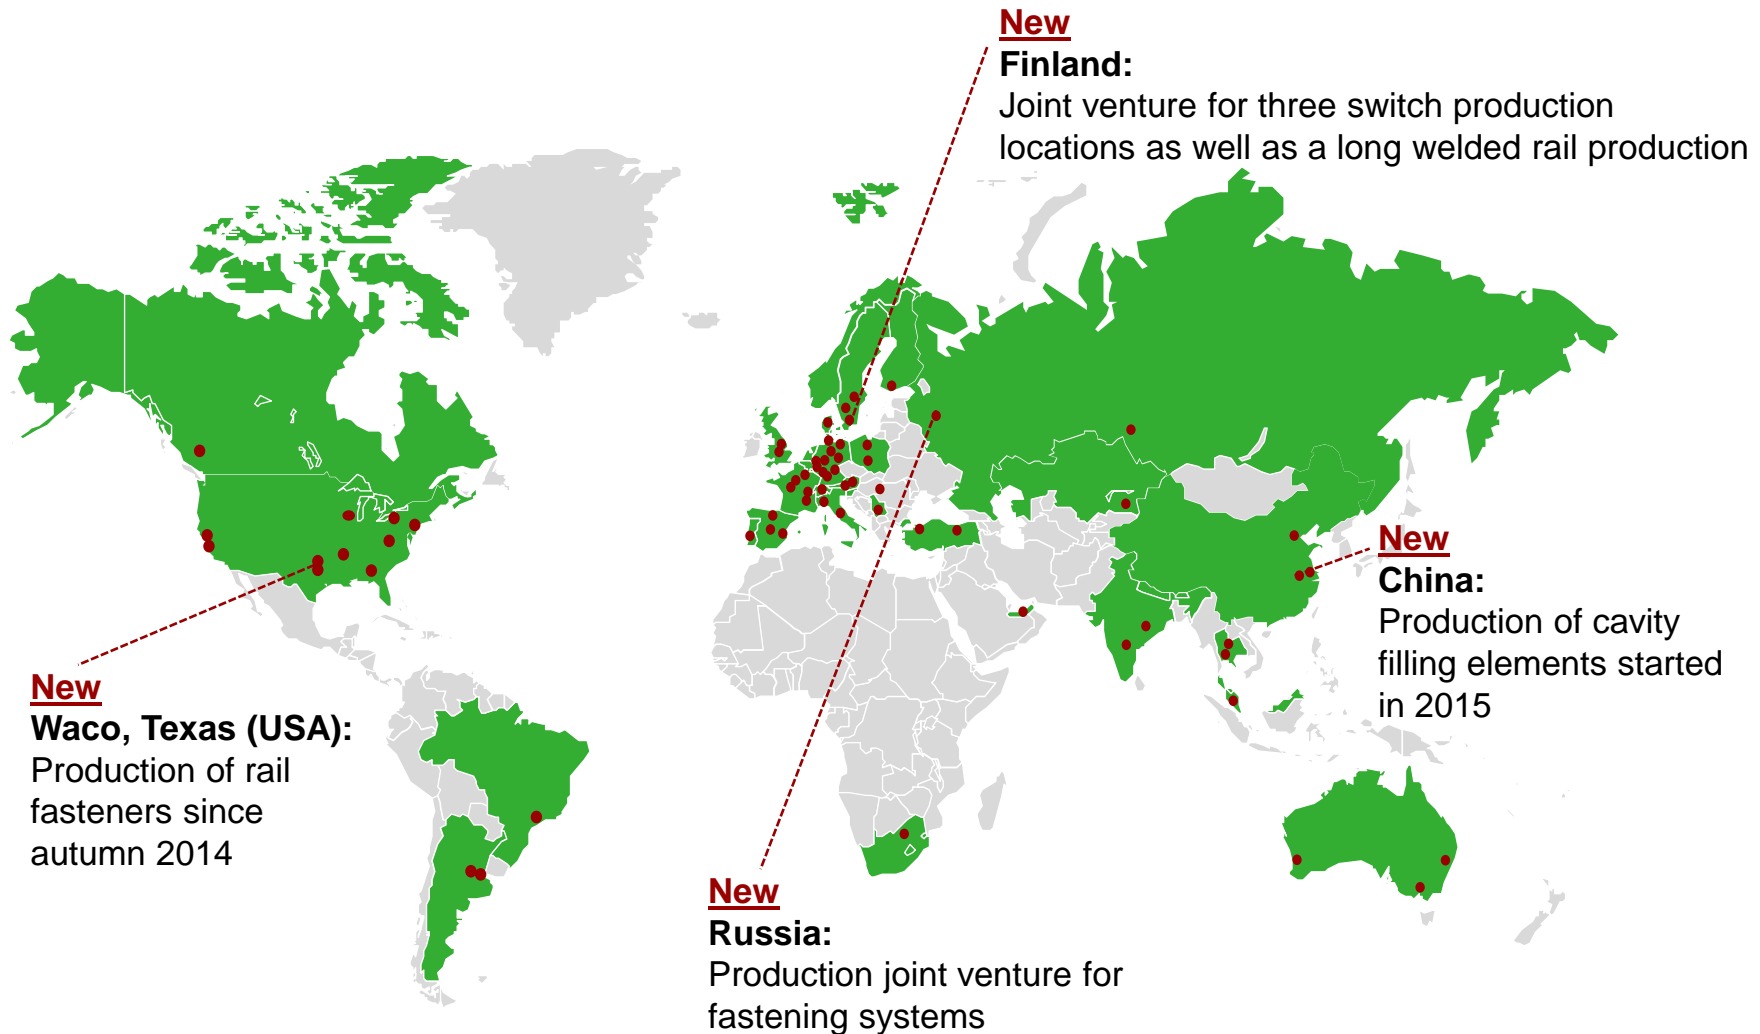 New
Finland:
Joint venture for three switch production
locations as well as a long welded rail production
New
China:
Production of cavity
filling elements started
in 2015
New
Waco, Texas (USA):
Production of rail
fasteners since
autumn 2014
New
Russia:
Production joint venture for
fastening systems